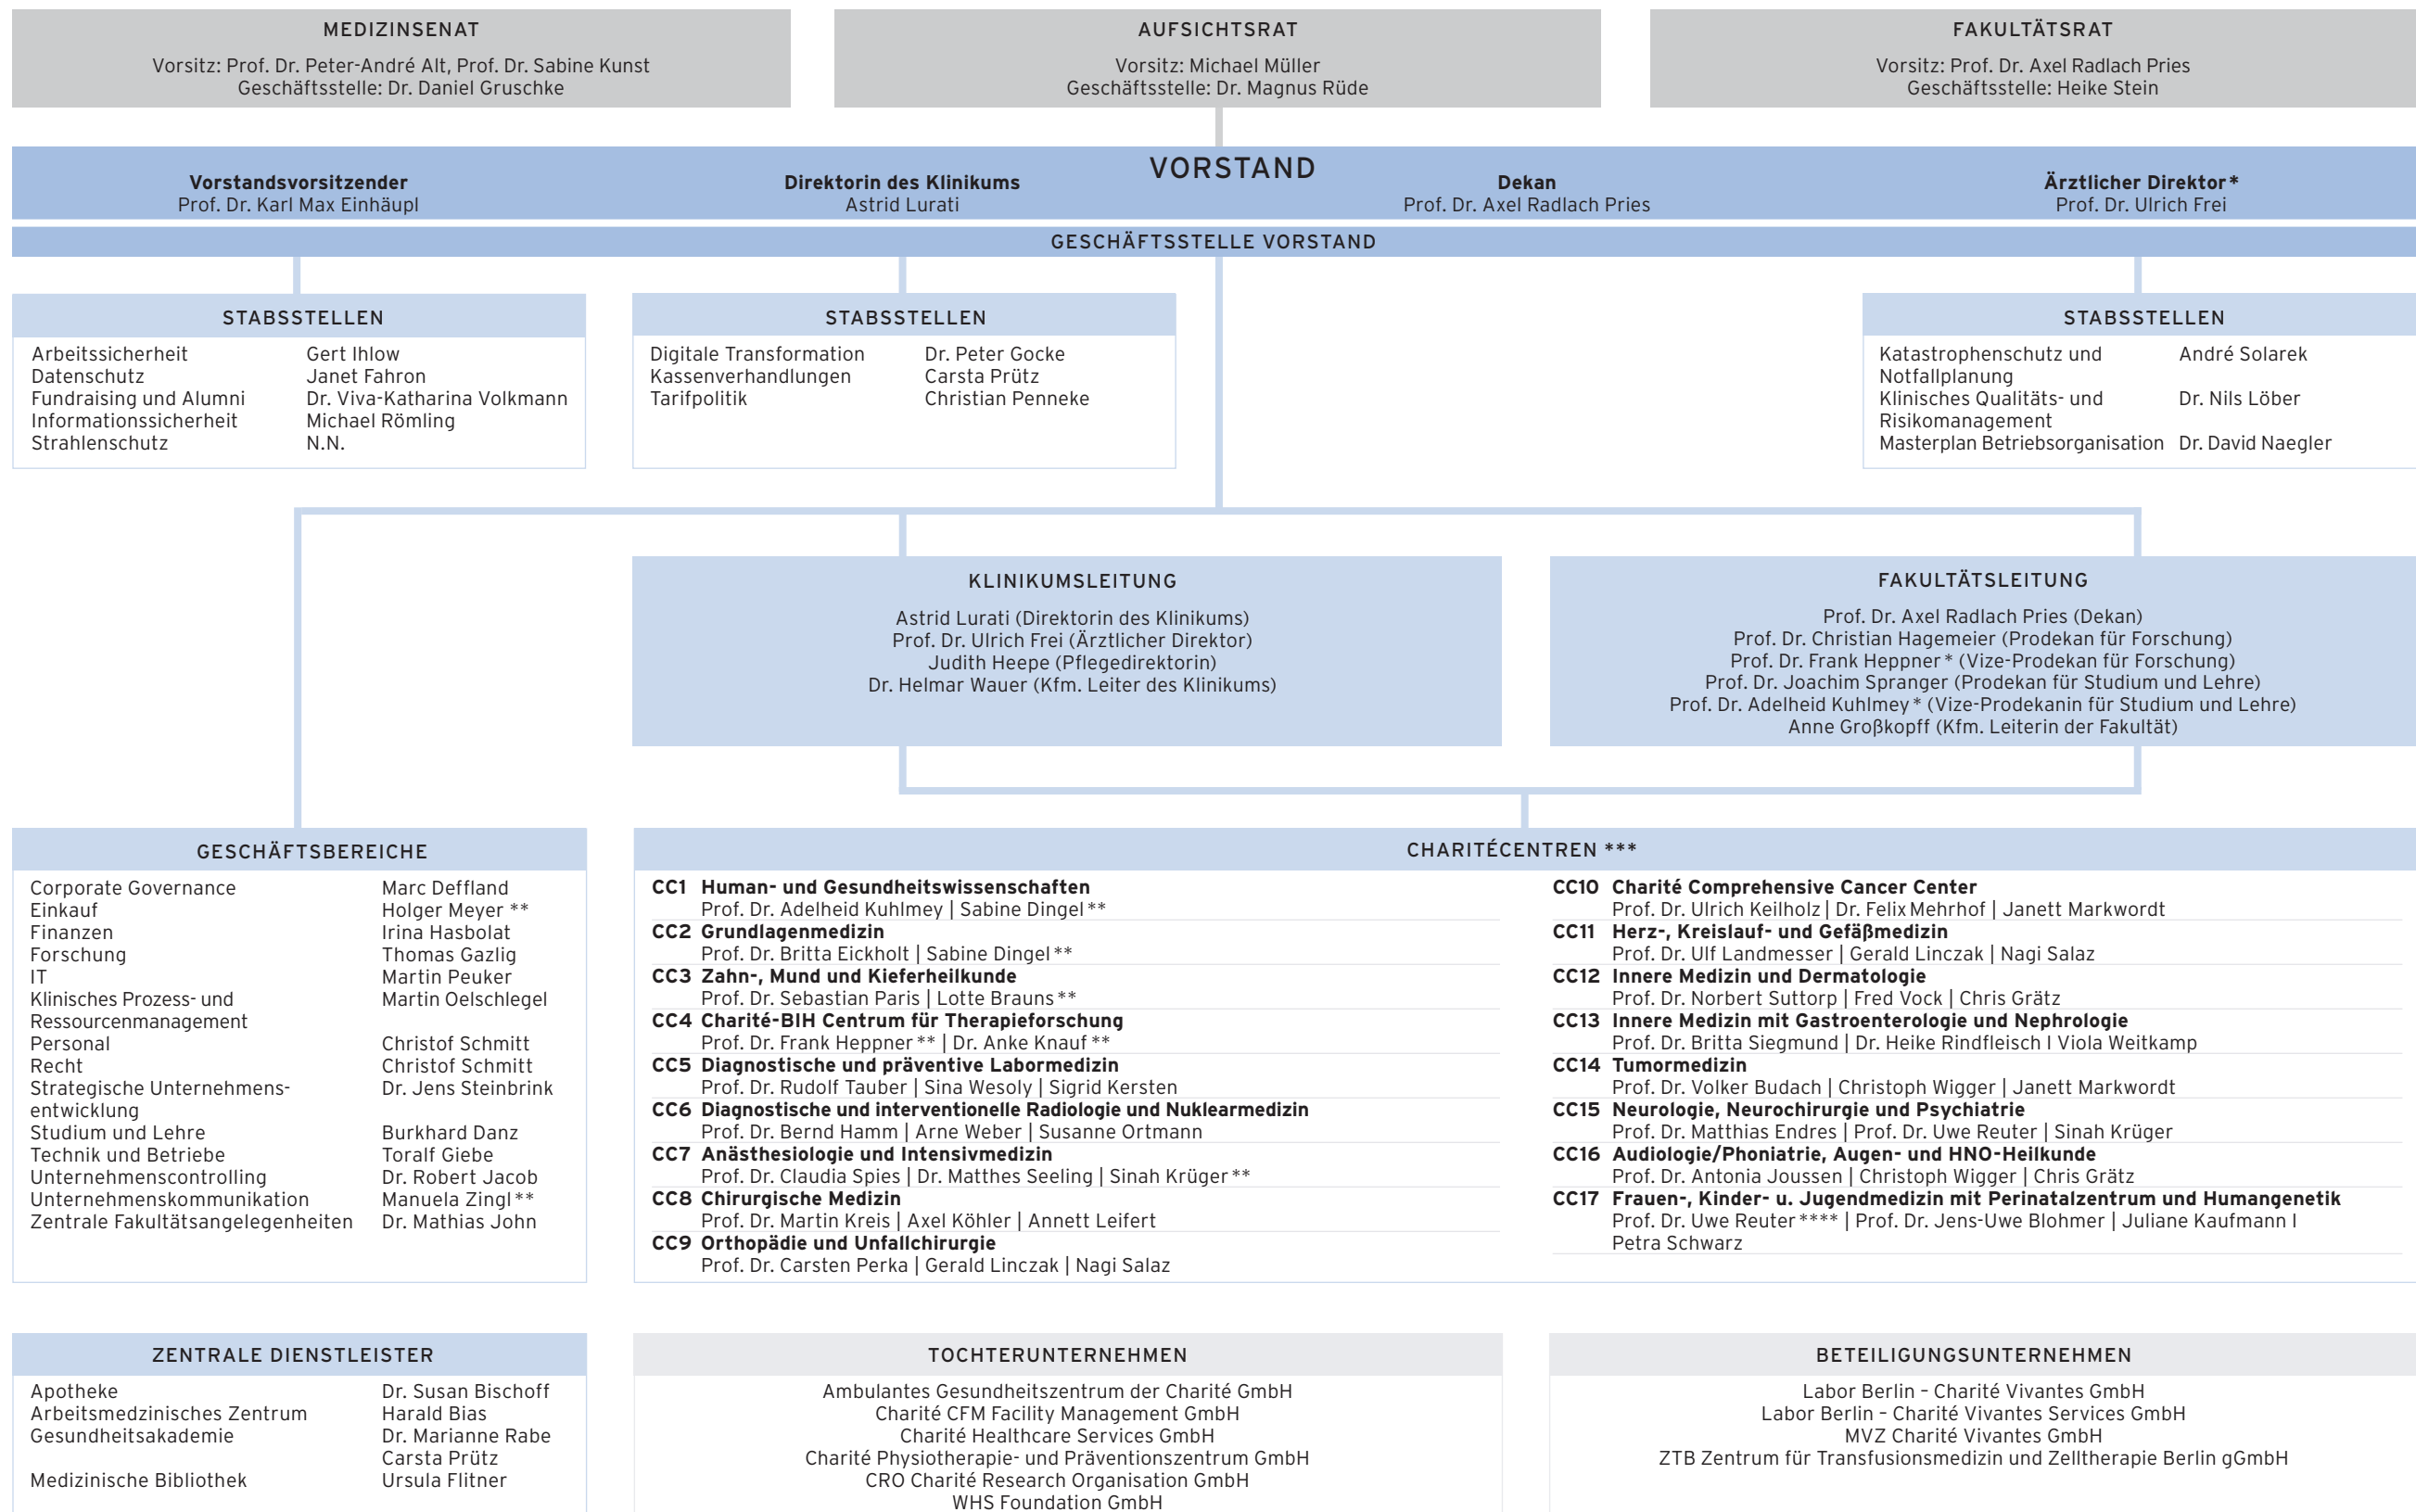 MEDIZINSENAT
Vorsitz: Prof. Dr. Peter-André Alt, Prof. Dr. Sabine Kunst
Geschäftsstelle: Dr. Daniel Gruschke
AUFSICHTSRAT
Vorsitz: Michael Müller
Geschäftsstelle: Dr. Magnus Rüde
FAKULTÄTSRAT
Vorsitz: Prof. Dr. Axel Radlach Pries
Geschäftsstelle: Heike Stein
VORSTAND
Vorstandsvorsitzender
Prof. Dr. Karl Max Einhäupl
Direktorin des Klinikums
Astrid Lurati
Dekan
Prof. Dr. Axel Radlach Pries
Ärztlicher Direktor*
Prof. Dr. Ulrich Frei
GESCHÄFTSSTELLE VORSTAND
STABSSTELLEN
Arbeitssicherheit Gert Ihlow
Datenschutz Janet Fahron
Fundraising und Alumni Dr. Viva-Katharina Volkmann
Informationssicherheit Michael Römling
Strahlenschutz N.N.
STABSSTELLEN
Digitale Transformation Dr. Peter Gocke
Kassenverhandlungen Carsta Prütz
Tarifpolitik Christian Penneke
STABSSTELLEN
Katastrophenschutz und André Solarek
Notfallplanung
Klinisches Qualitäts- und Dr. Nils Löber
Risikomanagement
Masterplan Betriebsorganisation Dr. David Naegler
KLINIKUMSLEITUNG
Astrid Lurati (Direktorin des Klinikums)
Prof. Dr. Ulrich Frei (Ärztlicher Direktor)
Judith Heepe (Pflegedirektorin)
Dr. Helmar Wauer (Kfm. Leiter des Klinikums)
FAKULTÄTSLEITUNG
Prof. Dr. Axel Radlach Pries (Dekan)
Prof. Dr. Christian Hagemeier (Prodekan für Forschung)
Prof. Dr. Frank Heppner* (Vize-Prodekan für Forschung)
Prof. Dr. Joachim Spranger (Prodekan für Studium und Lehre)
Prof. Dr. Adelheid Kuhlmey* (Vize-Prodekanin für Studium und Lehre)
Anne Großkopff (Kfm. Leiterin der Fakultät)
GESCHÄFTSBEREICHE
Corporate Governance Marc Deffland
Einkauf Holger Meyer **
Finanzen Irina Hasbolat
Forschung Thomas Gazlig
IT Martin Peuker
Klinisches Prozess- und Martin Oelschlegel
Ressourcenmanagement
Personal Christof Schmitt
Recht Christof Schmitt
Strategische Unternehmens- Dr. Jens Steinbrink
entwicklung
Studium und Lehre Burkhard Danz
Technik und Betriebe Toralf Giebe
Unternehmenscontrolling Dr. Robert Jacob
Unternehmenskommunikation Manuela Zingl**
Zentrale Fakultätsangelegenheiten Dr. Mathias John
CHARITÉCENTREN ***
CC1 Human- und Gesundheitswissenschaften
Prof. Dr. Adelheid Kuhlmey | Sabine Dingel**
CC2 Grundlagenmedizin
Prof. Dr. Britta Eickholt | Sabine Dingel**
CC3 Zahn-, Mund und Kieferheilkunde
Prof. Dr. Sebastian Paris | Lotte Brauns**
CC4 Charité-BIH Centrum für Therapieforschung
Prof. Dr. Frank Heppner** | Dr. Anke Knauf **
CC5 Diagnostische und präventive Labormedizin
Prof. Dr. Rudolf Tauber | Sina Wesoly | Sigrid Kersten
CC6 Diagnostische und interventionelle Radiologie und Nuklearmedizin
Prof. Dr. Bernd Hamm | Arne Weber | Susanne Ortmann
CC7 Anästhesiologie und Intensivmedizin
Prof. Dr. Claudia Spies | Dr. Matthes Seeling | Sinah Krüger**
CC8 Chirurgische Medizin
Prof. Dr. Martin Kreis | Axel Köhler | Annett Leifert
CC9 Orthopädie und Unfallchirurgie
Prof. Dr. Carsten Perka | Gerald Linczak | Nagi Salaz
CC10 Charité Comprehensive Cancer Center
Prof. Dr. Ulrich Keilholz | Dr. Felix Mehrhof | Janett Markwordt
CC11 Herz-, Kreislauf- und Gefäßmedizin
Prof. Dr. Ulf Landmesser | Gerald Linczak | Nagi Salaz
CC12 Innere Medizin und Dermatologie
Prof. Dr. Norbert Suttorp | Fred Vock | Chris Grätz
CC13 Innere Medizin mit Gastroenterologie und Nephrologie
Prof. Dr. Britta Siegmund | Dr. Heike Rindfleisch I Viola Weitkamp
CC14 Tumormedizin
Prof. Dr. Volker Budach | Christoph Wigger | Janett Markwordt
CC15 Neurologie, Neurochirurgie und Psychiatrie
Prof. Dr. Matthias Endres | Prof. Dr. Uwe Reuter | Sinah Krüger
CC16 Audiologie/Phoniatrie, Augen- und HNO-Heilkunde
Prof. Dr. Antonia Joussen | Christoph Wigger | Chris Grätz
CC17 Frauen-, Kinder- u. Jugendmedizin mit Perinatalzentrum und Humangenetik
Prof. Dr. Uwe Reuter**** | Prof. Dr. Jens-Uwe Blohmer | Juliane Kaufmann I
Petra Schwarz
ZENTRALE DIENSTLEISTER
Apotheke Dr. Susan Bischoff
Arbeitsmedzinisches Zentrum Harald Bias
Gesundheitsakademie Dr. Marianne Rabe
Carsta Prütz
Medizinische Bibliothek Ursula Flitner
TOCHTERUNTERNEHMEN
Ambulantes Gesundheitszentrum der Charité GmbH
Charité CFM Facility Management GmbH
Charité Healthcare Services GmbH
Charité Physiotherapie- und Präventionszentrum GmbH
CRO Charité Research Organisation GmbH
WHS Foundation GmbH
BETEILIGUNGSUNTERNEHMEN
Labor Berlin – Charité Vivantes GmbH
Labor Berlin – Charité Vivantes Services GmbH
MVZ Charité Vivantes GmbH
ZTB Zentrum für Transfusionsmedizin und Zelltherapie Berlin gGmbH